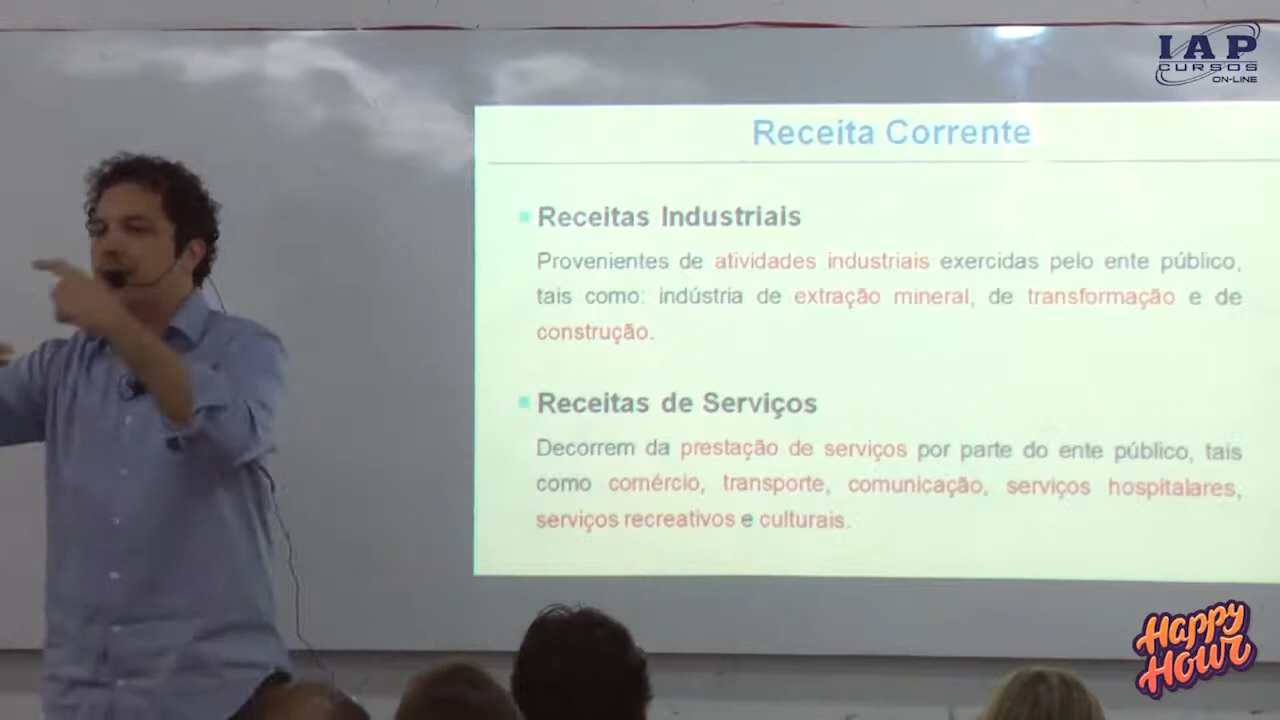 IAP
CURSOS
ON-LINE
Receita Corrente
Receitas Industriais
Provenientes de atividades industriais exercidas pelo ente público,
tais como: indústria de extração mineral, de transformação e de
construção.
Receitas de Serviços
Decorrem da prestação de serviços por parte do ente público, tais
como comércio, transporte, comunicação, serviços hospitalares,
serviços recreativos e culturais.
Happy
Hour